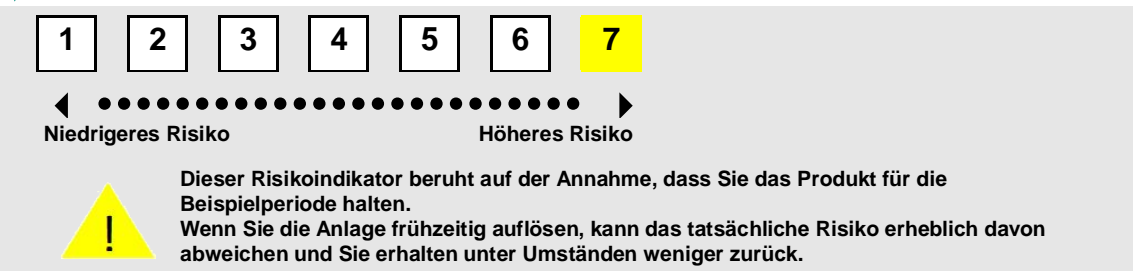 1 2 3 4 5 6 7
Niedrigeres Risiko Höheres Risiko
Dieser Risikoindikator beruht auf der Annahme, dass Sie das Produkt für die
Beispielperiode halten.
Wenn Sie die Anlage frühzeitig auflösen, kann das tatsächliche Risiko erheblich davon
abweichen und Sie erhalten unter Umständen weniger zurück.
!